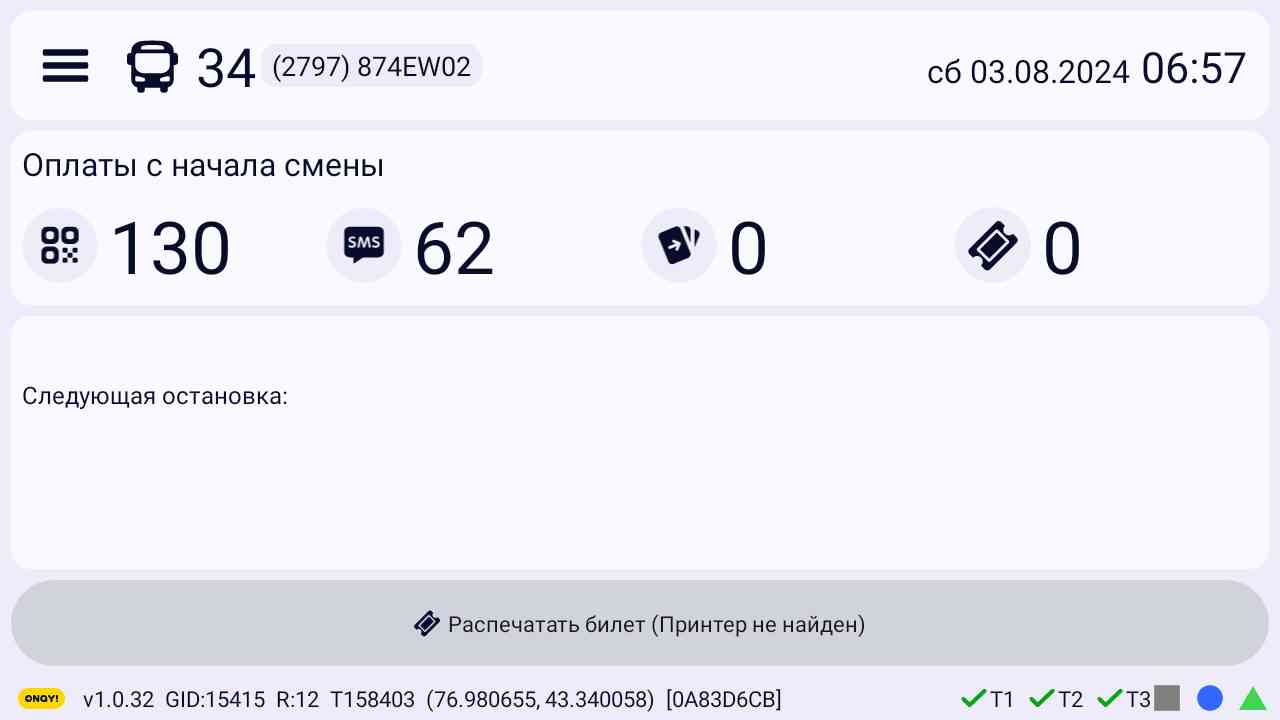 34 (2797) 874EW02 сб 03.08.2024 06:57
Оплаты с начала смены
130 SMS 62 0 0
Следующая остановка:
Распечатать билет (Принтер не найден)
ONAY! v1.0.32 GID:15415 R:12 T158403 (76.980655, 43.340058) [0A83D6CB] T1 T2 T3